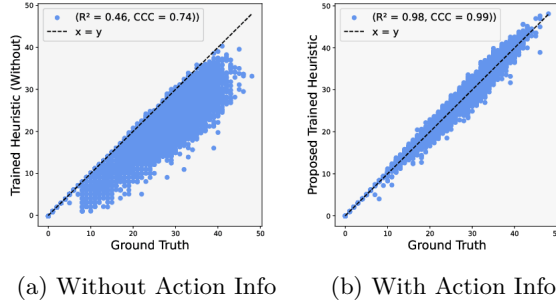 (R² = 0.46, CCC = 0.74))
x = y
Trained Heuristic (Without)
50
40
30
20
10
0
0 10 20 30 40 50
Ground Truth
(a) Without Action Info
(R² = 0.98, CCC = 0.99))
x = y
Proposed Trained Heuristic
50
40
30
20
10
0
0 10 20 30 40 50
Ground Truth
(b) With Action Info